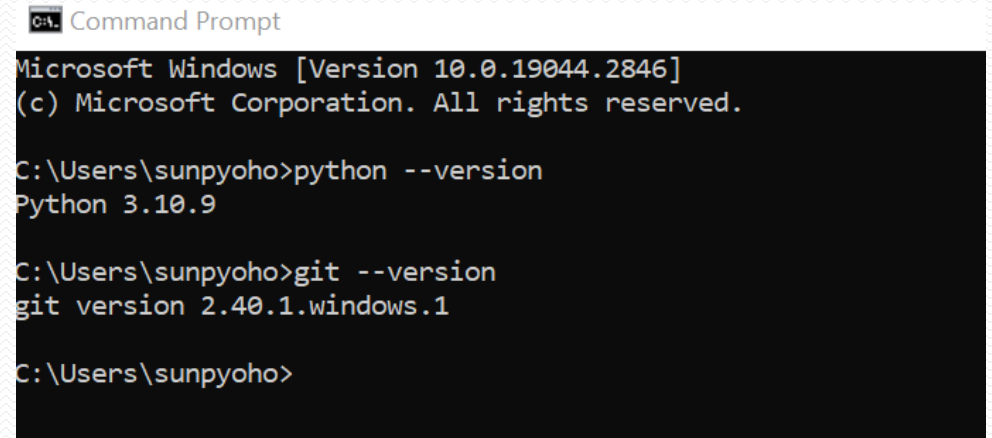 Command Prompt
Microsoft Windows [Version 10.0.19044.2846]
(c) Microsoft Corporation. All rights reserved.
C:\Users\sunpyoho>python --version
Python 3.10.9
C:\Users\sunpyoho>git --version
git version 2.40.1.windows.1
C:\Users\sunpyoho>